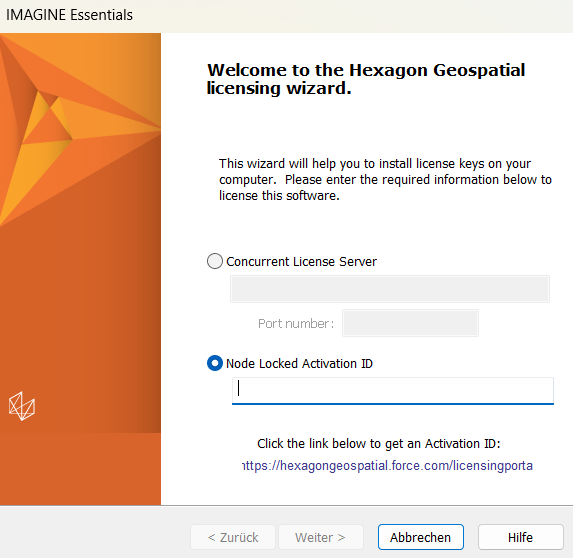 IMAGINE Essentials
Welcome to the Hexagon Geospatial
licensing wizard.
This wizard will help you to install license keys on your
computer. Please enter the required information below to
license this software.
Concurrent License Server
Port number:
Node Locked Activation ID
Click the link below to get an Activation ID:
https://hexagongeospatial.force.com/licensingporta
< Zurück
Weiter >
Abbrechen
Hilfe